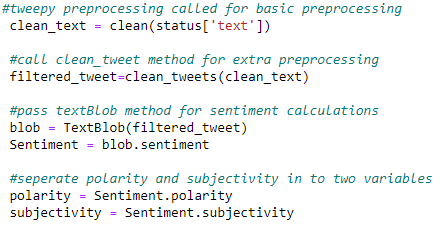 #tweepy preprocessing called for basic preprocessing
clean_text = clean(status['text'])
#call clean_tweet method for extra preprocessing
filtered_tweet=clean_tweets(clean_text)
#pass textBlob method for sentiment calculations
blob = TextBlob(filtered_tweet)
Sentiment = blob.sentiment
#seperate polarity and subjectivity in to two variables
polarity = Sentiment.polarity
subjectivity = Sentiment.subjectivity